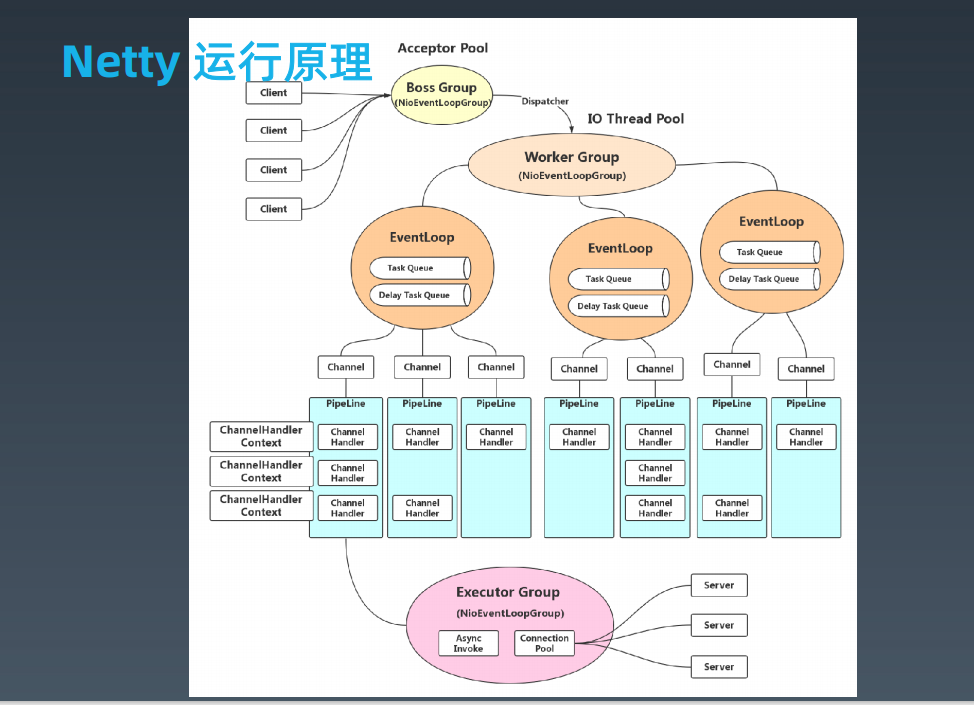 Netty 运行原理
Acceptor Pool
Client
Client
Client
Client
Boss Group
(NioEventLoopGroup)
Dispatcher
IO Thread Pool
Worker Group
(NioEventLoopGroup)
EventLoop
Task Queue
Delay Task Queue
EventLoop
Task Queue
Delay Task Queue
EventLoop
Task Queue
Delay Task Queue
Channel
Channel
Channel
Channel
Channel
Channel
Channel
PipeLine
PipeLine
PipeLine
PipeLine
PipeLine
PipeLine
PipeLine
ChannelHandler
Context
ChannelHandler
Context
ChannelHandler
Context
Channel
Handler
Channel
Handler
Channel
Handler
Channel
Handler
Channel
Handler
Channel
Handler
Channel
Handler
Channel
Handler
Channel
Handler
Channel
Handler
Channel
Handler
Channel
Handler
Channel
Handler
Executor Group
(NioEventLoopGroup)
Async
Invoke
Connection
Pool
Server
Server
Server